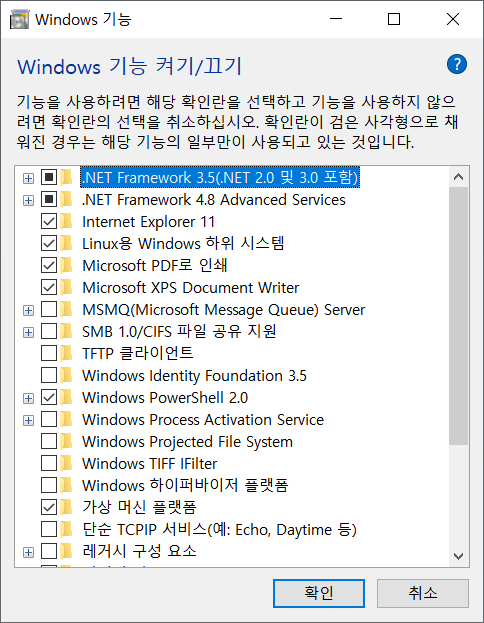 Windows 기능
Windows 기능 켜기/끄기
?
기능을 사용하려면 해당 확인란을 선택하고 기능을 사용하지 않으
려면 확인란의 선택을 취소하십시오. 확인란이 검은 사각형으로 채
워진 경우는 해당 기능의 일부만이 사용되고 있는 것입니다.
.NET Framework 3.5(.NET 2.0 및 3.0 포함)
.NET Framework 4.8 Advanced Services
Internet Explorer 11
Linux용 Windows 하위 시스템
Microsoft PDF로 인쇄
Microsoft XPS Document Writer
MSMQ(Microsoft Message Queue) Server
SMB 1.0/CIFS 파일 공유 지원
TFTP 클라이언트
Windows Identity Foundation 3.5
Windows PowerShell 2.0
Windows Process Activation Service
Windows Projected File System
Windows TIFF IFilter
Windows 하이퍼바이저 플랫폼
가상 머신 플랫폼
단순 TCPIP 서비스(예: Echo, Daytime 등)
레거시 구성 요소
확인
취소